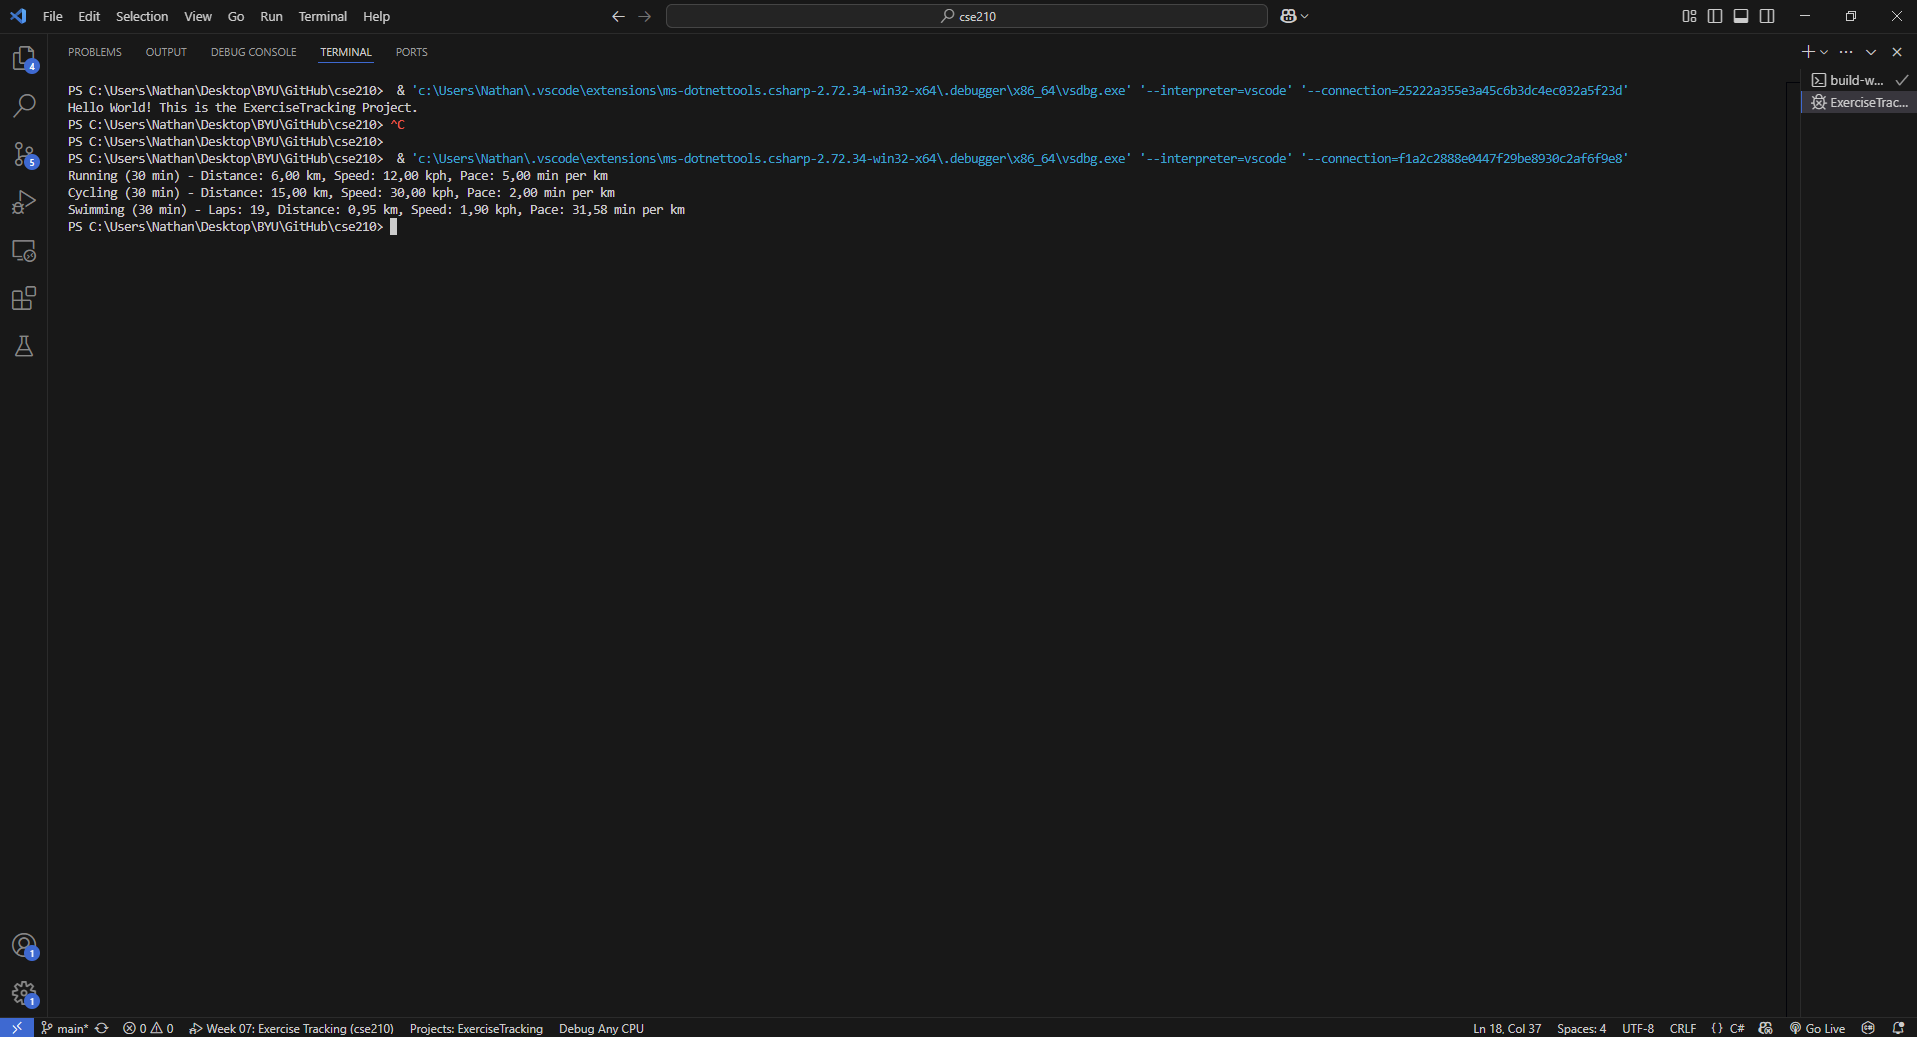 File Edit Selection View Go Run Terminal Help
cse210
PROBLEMS OUTPUT DEBUG CONSOLE TERMINAL PORTS
PS C:\Users\Nathan\Desktop\BYU\GitHub\cse210>  & 'c:\Users\Nathan\.vscode\extensions\ms-dotnettools.csharp-2.72.34-win32-x64\.debugger\x86_64\vsdbg.exe' '--interpreter=vscode' '--connection=25222a355e3a45c6b3dc4ec032a5f23d'
Hello World! This is the ExerciseTracking Project.
PS C:\Users\Nathan\Desktop\BYU\GitHub\cse210> ^C
PS C:\Users\Nathan\Desktop\BYU\GitHub\cse210>
PS C:\Users\Nathan\Desktop\BYU\GitHub\cse210>  & 'c:\Users\Nathan\.vscode\extensions\ms-dotnettools.csharp-2.72.34-win32-x64\.debugger\x86_64\vsdbg.exe' '--interpreter=vscode' '--connection=f1a2c2888e0447f29be8930c2af6f9e8'
Running (30 min) - Distance: 6,00 km, Speed: 12,00 kph, Pace: 5,00 min per km
Cycling (30 min) - Distance: 15,00 km, Speed: 30,00 kph, Pace: 2,00 min per km
Swimming (30 min) - Laps: 19, Distance: 0,95 km, Speed: 1,90 kph, Pace: 31,58 min per km
PS C:\Users\Nathan\Desktop\BYU\GitHub\cse210>
build-w...
ExerciseTrac...
4
5
1
1
main* 0 0 Week 07: Exercise Tracking (cse210) Projects: ExerciseTracking Debug Any CPU Ln 18, Col 37 Spaces: 4 UTF-8 CRLF {} C# Go Live